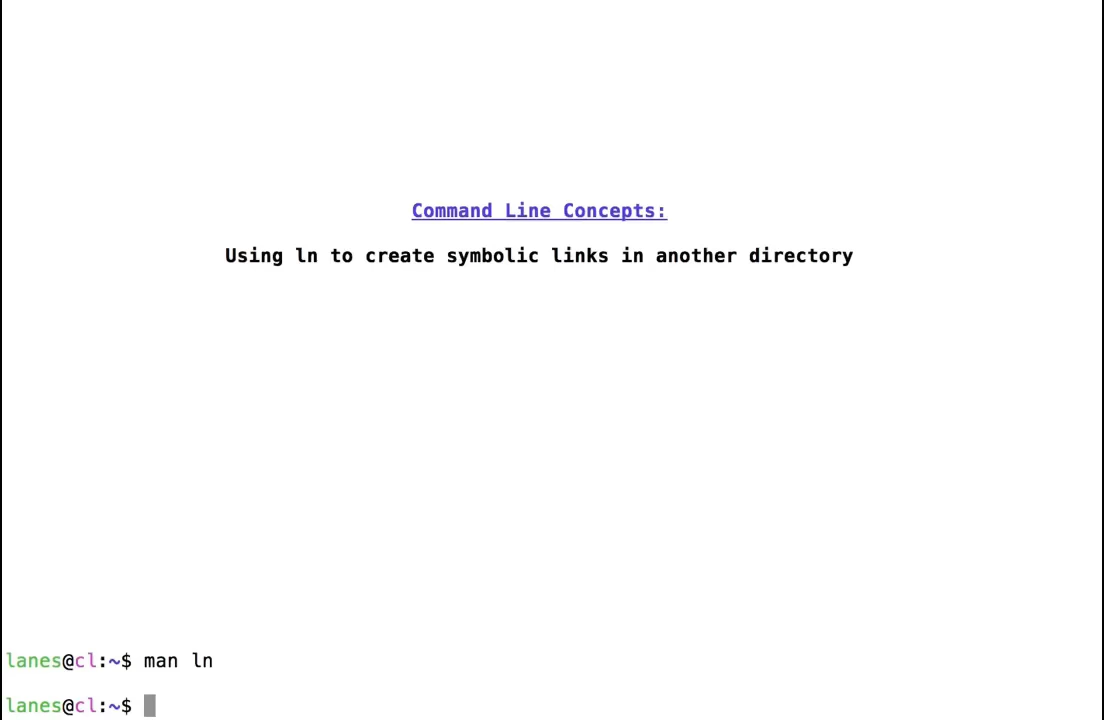 Command Line Concepts:
Using ln to create symbolic links in another directory
lanes@cl:~$ man ln
lanes@cl:~$